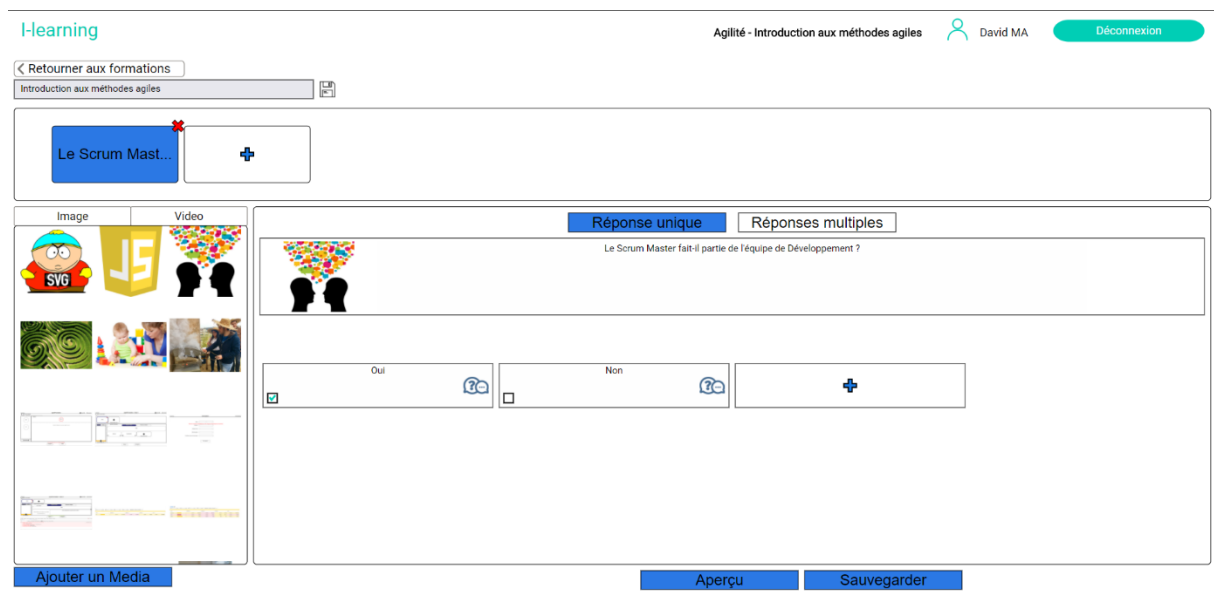 I-learning
Agilité - Introduction aux méthodes agiles
David MA
Déconnexion
Retourner aux formations
Introduction aux méthodes agiles
Le Scrum Mast...
Image
Video
SVG
JS
Réponse unique
Réponses multiples
Le Scrum Master fait-il partie de l'équipe de Développement ?
Oui
Non
Ajouter un Media
Aperçu
Sauvegarder